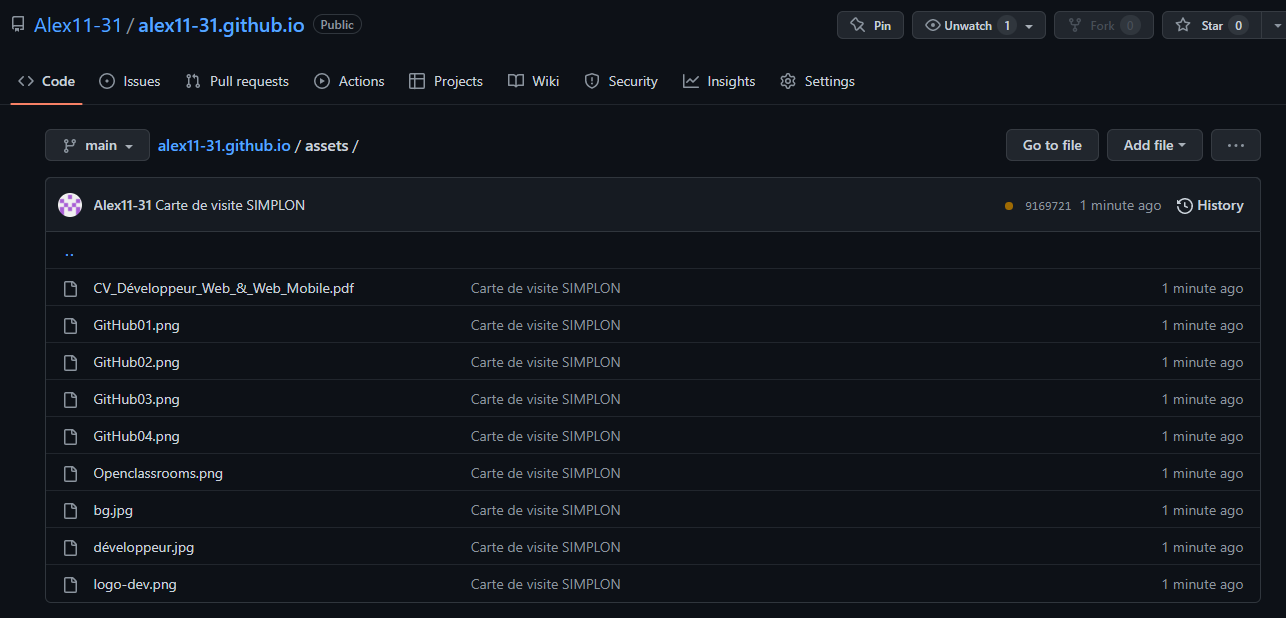 Alex11-31 / alex11-31.github.io Public Pin Unwatch 1 Fork 0 Star 0
Code Issues Pull requests Actions Projects Wiki Security Insights Settings
main alex11-31.github.io / assets / Go to file Add file ...
Alex11-31 Carte de visite SIMPLON 9169721 1 minute ago History
..
CV_Développeur_Web_&_Web_Mobile.pdf Carte de visite SIMPLON 1 minute ago
GitHub01.png Carte de visite SIMPLON 1 minute ago
GitHub02.png Carte de visite SIMPLON 1 minute ago
GitHub03.png Carte de visite SIMPLON 1 minute ago
GitHub04.png Carte de visite SIMPLON 1 minute ago
Openclassrooms.png Carte de visite SIMPLON 1 minute ago
bg.jpg Carte de visite SIMPLON 1 minute ago
développeur.jpg Carte de visite SIMPLON 1 minute ago
logo-dev.png Carte de visite SIMPLON 1 minute ago